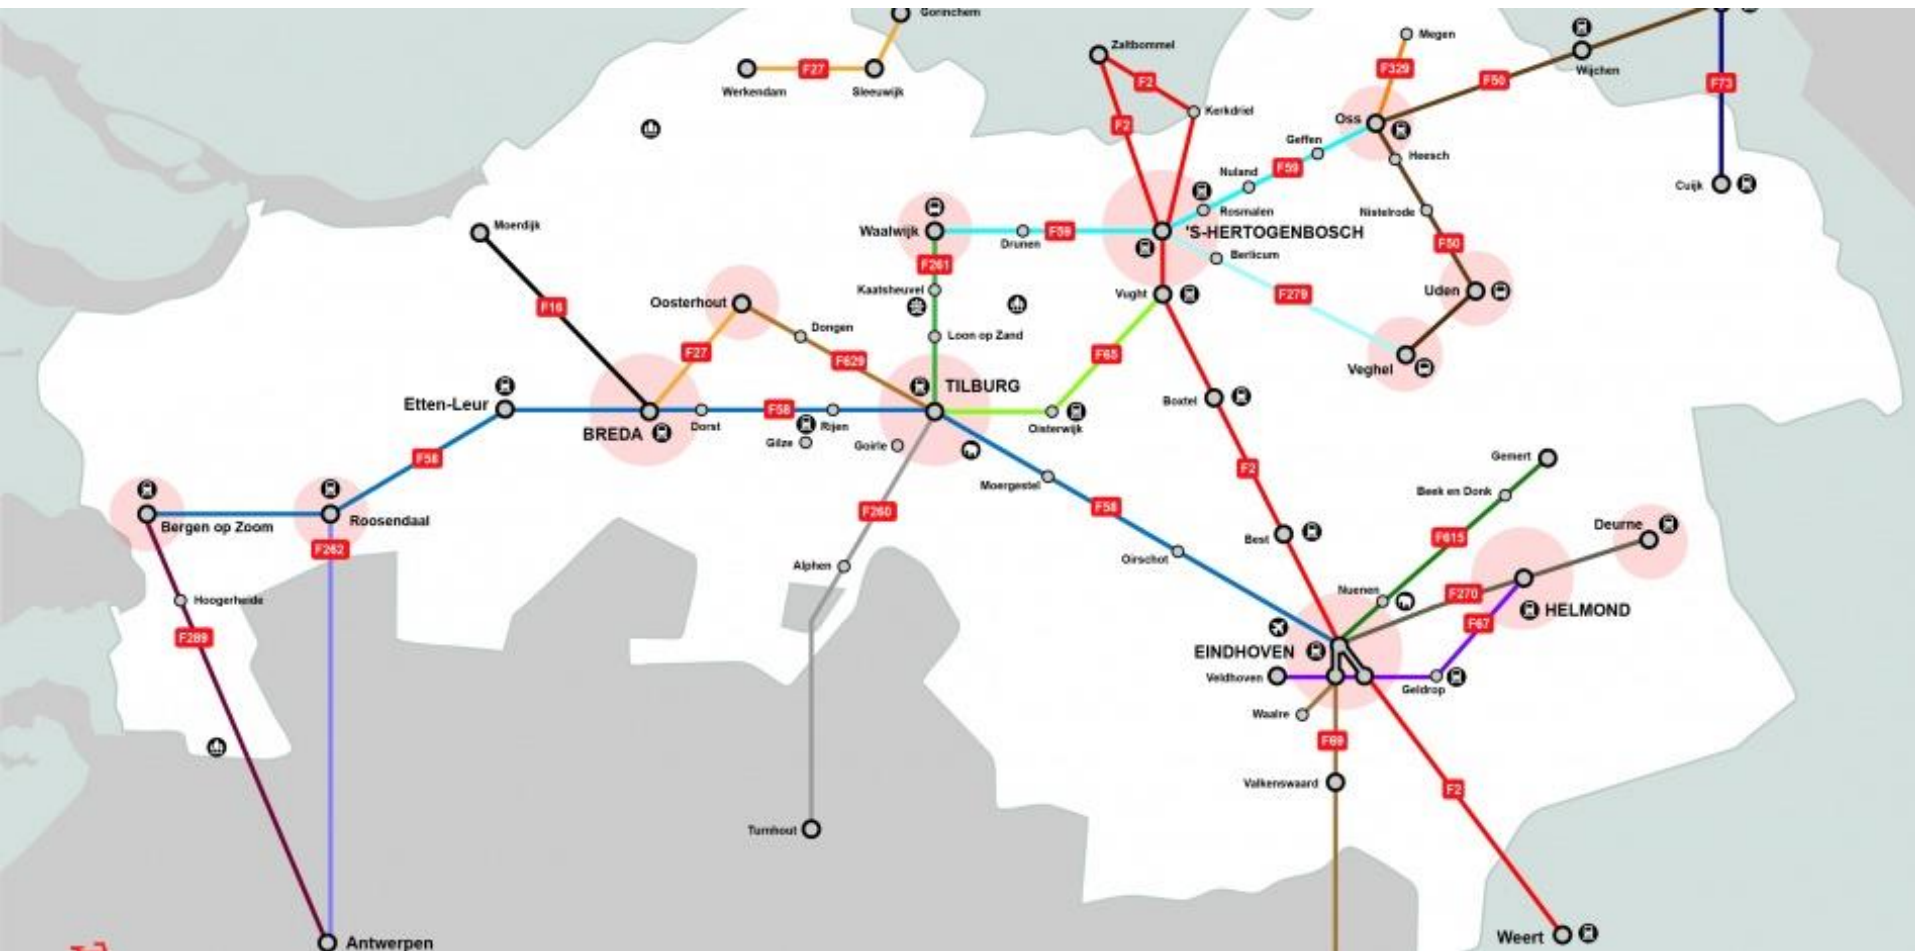 Gorinchem
Zaltbommel
Megen
F27
F2
F329
F50
Wijchen
F73
Werkendam
Sleeuwijk
F2
Kerkdriel
Oss
Geffen
Heesch
F59
Nuland
Cuijk
Rosmalen
Nistelrode
Moerdijk
Waalwijk
Drunen
F59
'S-HERTOGENBOSCH
F50
Berlicum
F261
Kaatsheuvel
Vught
F279
Uden
Oosterhout
F16
Dongen
Loon op Zand
F27
F629
F65
Veghel
TILBURG
Etten-Leur
Boxtel
BREDA
Dorst
F58
Rijen
Gilze
Goirle
Oisterwijk
F58
Gemert
F2
Moergestel
Beek en Donk
Bergen op Zoom
Roosendaal
F260
F58
Deurne
F262
Best
F615
Oirschot
Alphen
Nuenen
F270
Hoogerheide
HELMOND
F289
F67
EINDHOVEN
Veldhoven
Geldrop
Waalre
F69
Valkenswaard
F2
Turnhout
Antwerpen
Weert